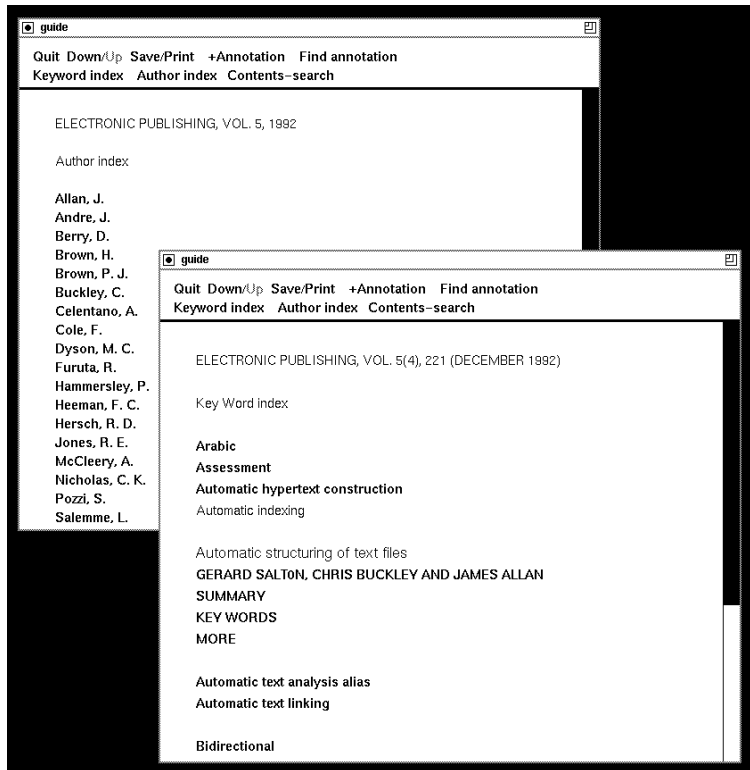 guide
Quit Down/Up Save/Print +Annotation Find annotation
Keyword index Author index Contents-search
ELECTRONIC PUBLISHING, VOL. 5, 1992
Author index
Allan, J.
Andre, J.
Berry, D.
Brown, H.
Brown, P. J.
Buckley, C.
Celentano, A.
Cole, F.
Dyson, M. C.
Furuta, R.
Hammersley, P.
Heeman, F. C.
Hersch, R. D.
Jones, R. E.
McCleery, A.
Nicholas, C. K.
Pozzi, S.
Salemme, L.
guide
Quit Down/Up Save/Print +Annotation Find annotation
Keyword index Author index Contents-search
ELECTRONIC PUBLISHING, VOL. 5(4), 221 (DECEMBER 1992)
Key Word index
Arabic
Assessment
Automatic hypertext construction
Automatic indexing
Automatic structuring of text files
GERARD SALTON, CHRIS BUCKLEY AND JAMES ALLAN
SUMMARY
KEY WORDS
MORE
Automatic text analysis alias
Automatic text linking
Bidirectional